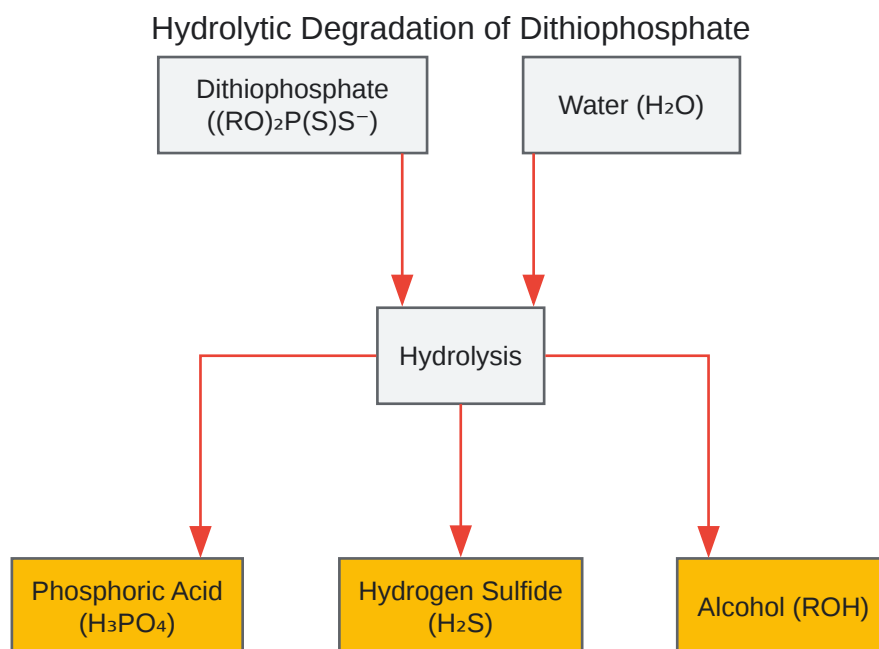 Hydrolytic Degradation of Dithiophosphate
Dithiophosphate
((RO)₂P(S)S⁻)
Water (H₂O)
Hydrolysis
Phosphoric Acid
(H₃PO₄)
Hydrogen Sulfide
(H₂S)
Alcohol (ROH)